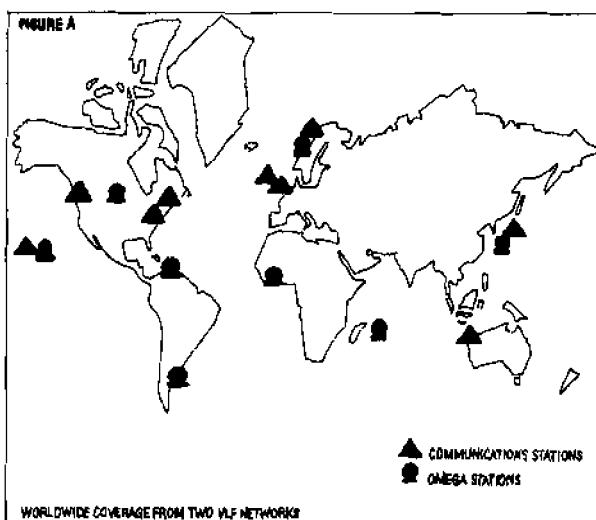 FIGURE A
COMMUNICATIONS STATIONS
OMEGA STATIONS
WORLDWIDE COVERAGE FROM TWO VLF NETWORKS